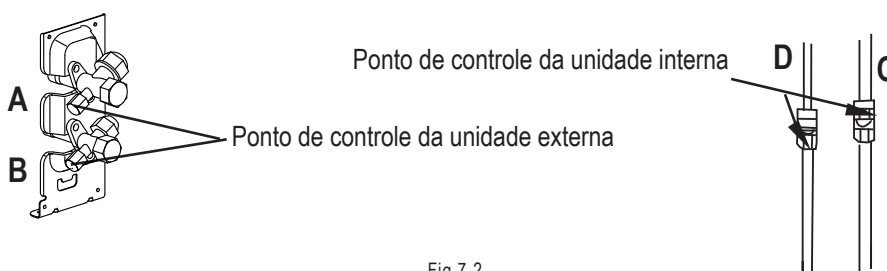 Ponto de controle da unidade interna
D
C
A
Ponto de controle da unidade externa
B
Fig.7.2